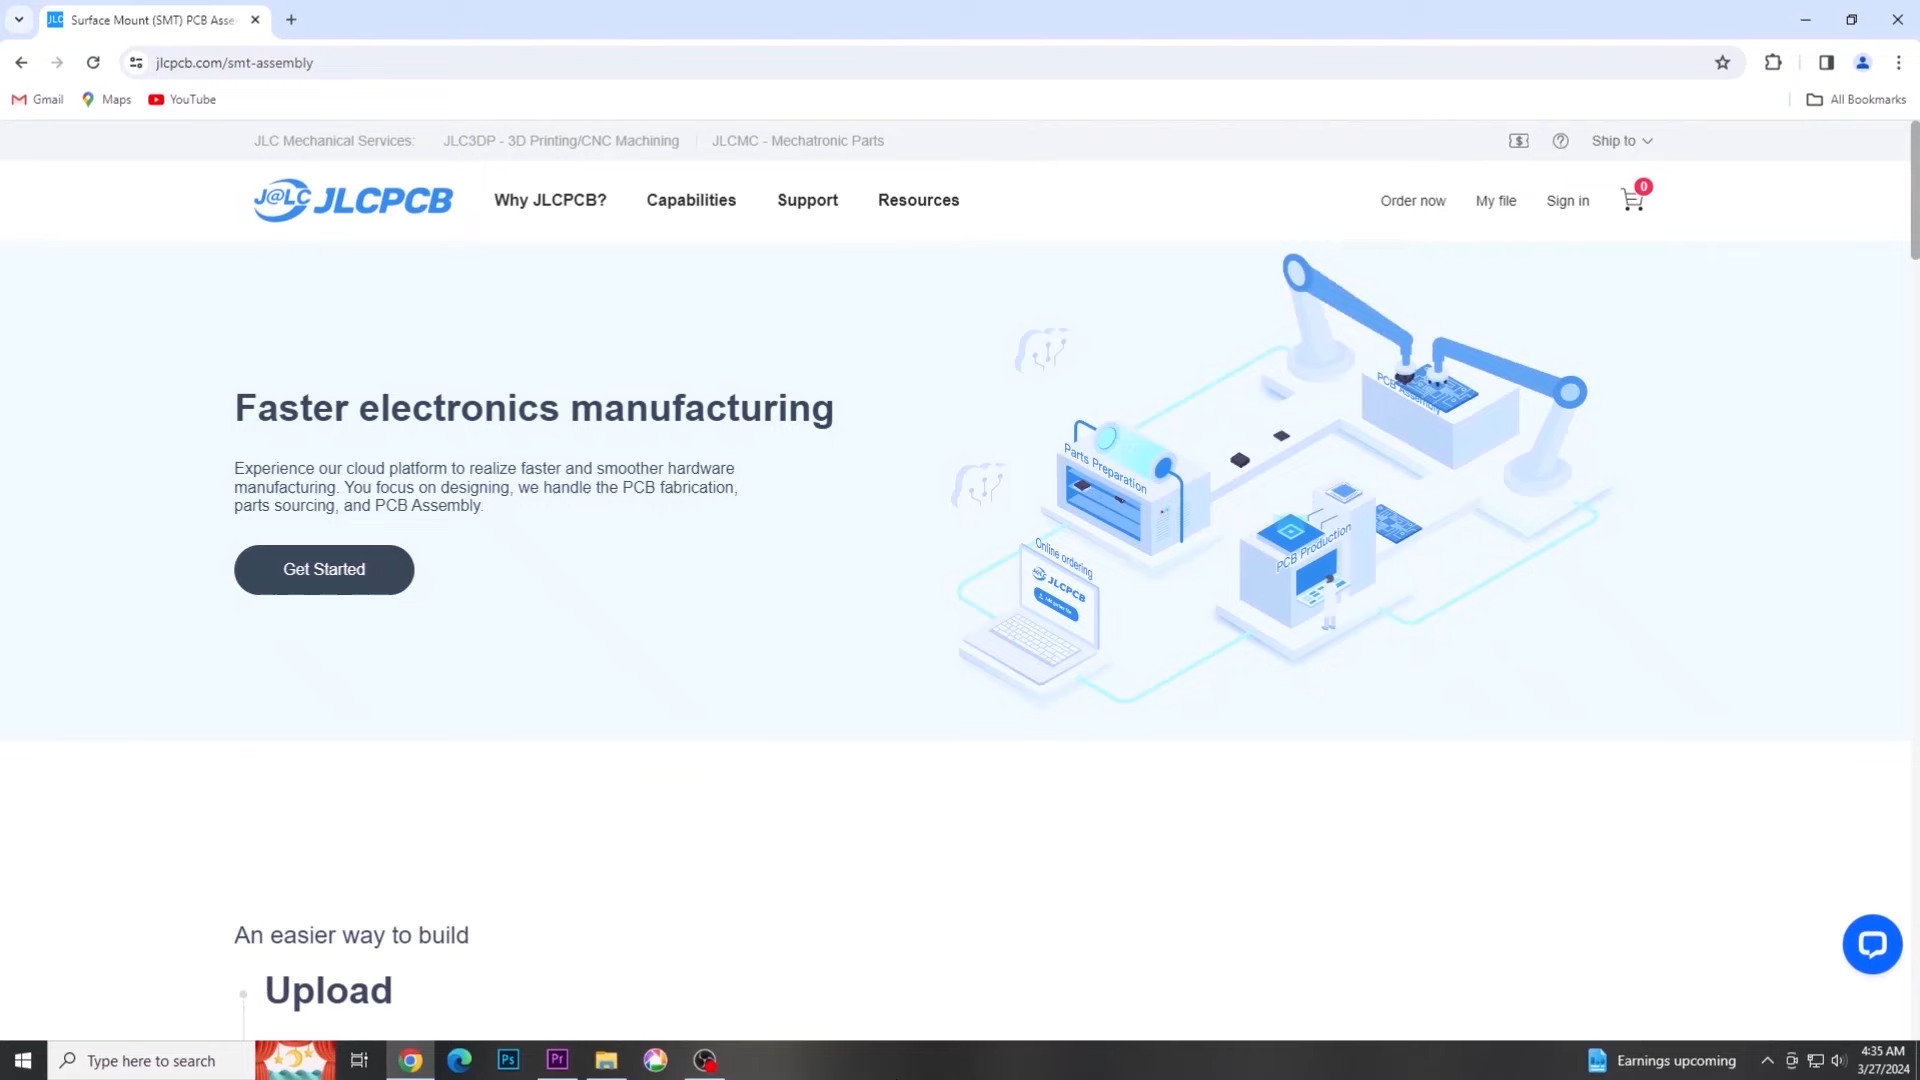 Surface Mount (SMT) PCB Asse
jlcpcb.com/smt-assembly
Gmail Maps YouTube All Bookmarks
JLC Mechanical Services: JLC3DP - 3D Printing/CNC Machining JLCMC - Mechatronic Parts Ship to
J@LC JLCPCB Why JLCPCB? Capabilities Support Resources Order now My file Sign in 0
PCB Assembly
Faster electronics manufacturing
Parts Preparation
Experience our cloud platform to realize faster and smoother hardware
manufacturing. You focus on designing, we handle the PCB fabrication,
parts sourcing, and PCB Assembly.
PCB Production
Online ordering
JLCPCB
Get Started
An easier way to build
Upload
Type here to search Ps Pr Earnings upcoming 4:35 AM
3/27/2024